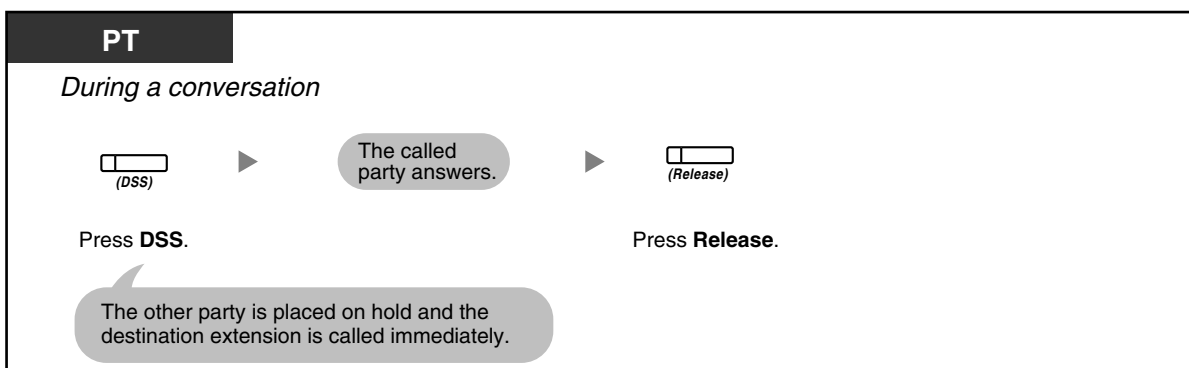 PT
During a conversation
The called
party answers.
(DSS)
(Release)
Press DSS.
Press Release.
The other party is placed on hold and the
destination extension is called immediately.